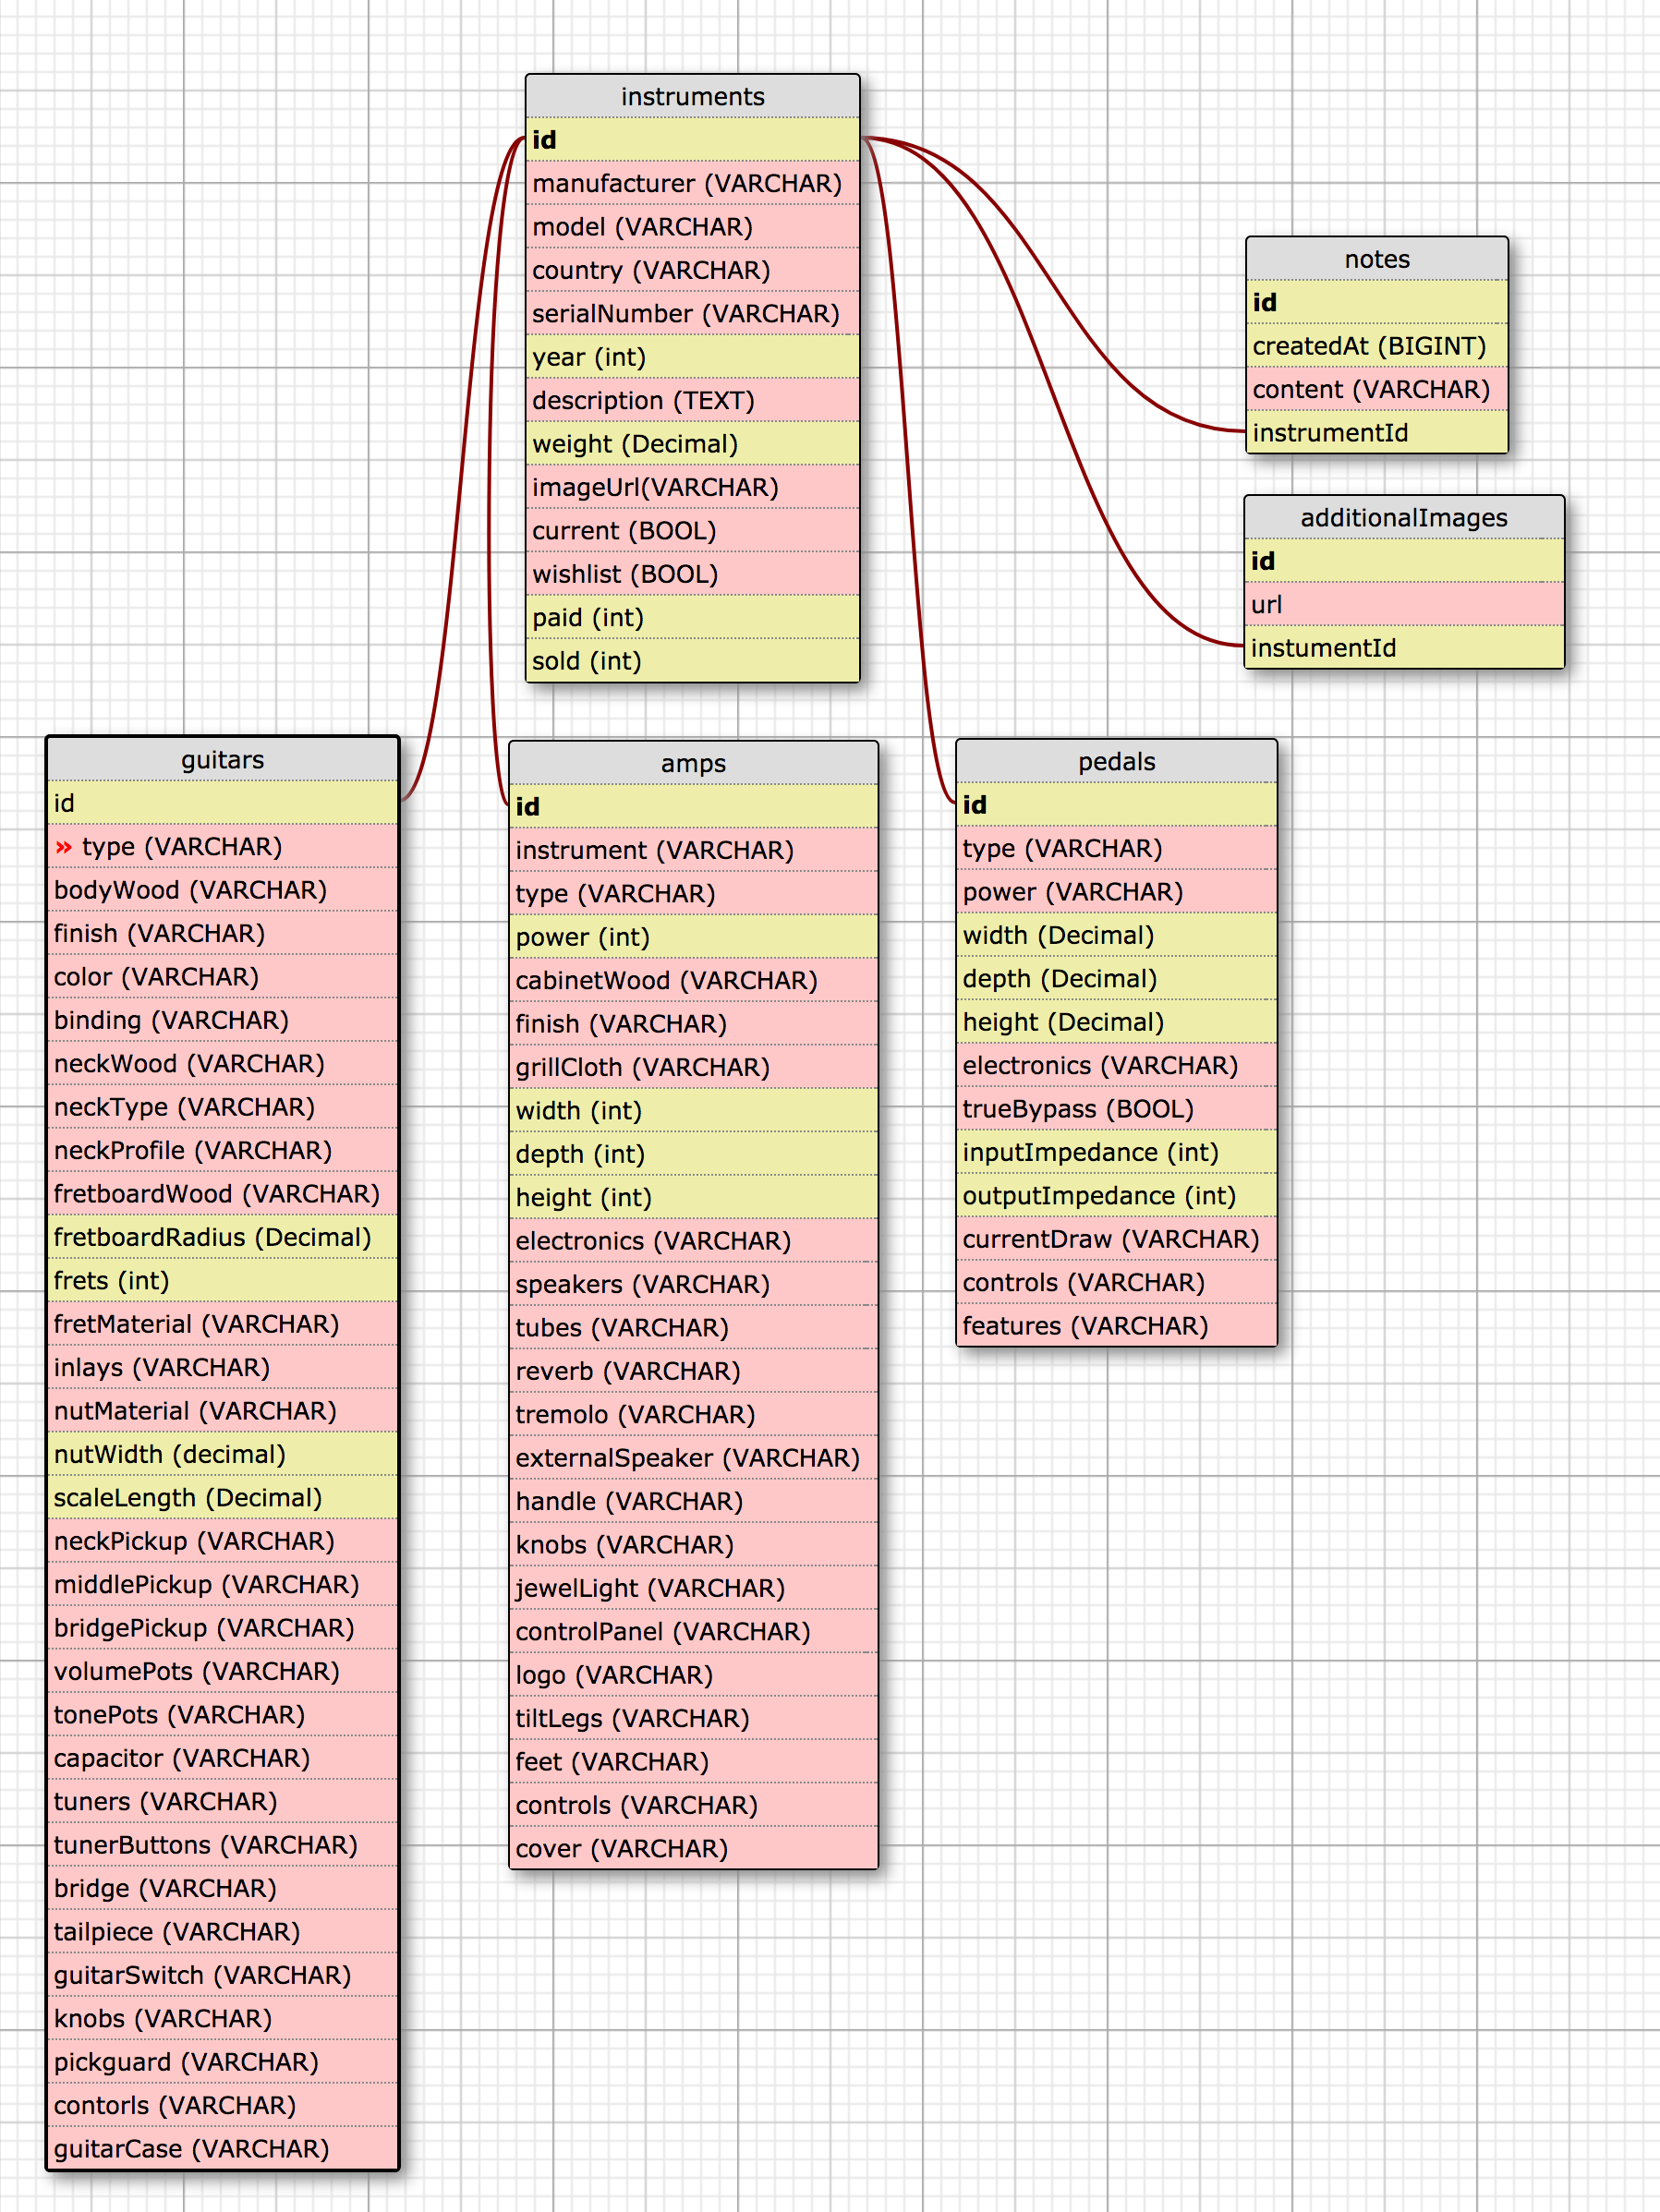 instruments
id
manufacturer (VARCHAR)
model (VARCHAR)
country (VARCHAR)
serialNumber (VARCHAR)
year (int)
description (TEXT)
weight (Decimal)
imageUrl(VARCHAR)
current (BOOL)
wishlist (BOOL)
paid (int)
sold (int)
notes
id
createdAt (BIGINT)
content (VARCHAR)
instrumentId
additionalImages
id
url
instumentId
guitars
id
» type (VARCHAR)
bodyWood (VARCHAR)
finish (VARCHAR)
color (VARCHAR)
binding (VARCHAR)
neckWood (VARCHAR)
neckType (VARCHAR)
neckProfile (VARCHAR)
fretboardWood (VARCHAR)
fretboardRadius (Decimal)
frets (int)
fretMaterial (VARCHAR)
inlays (VARCHAR)
nutMaterial (VARCHAR)
nutWidth (decimal)
scaleLength (Decimal)
neckPickup (VARCHAR)
middlePickup (VARCHAR)
bridgePickup (VARCHAR)
volumePots (VARCHAR)
tonePots (VARCHAR)
capacitor (VARCHAR)
tuners (VARCHAR)
tunerButtons (VARCHAR)
bridge (VARCHAR)
tailpiece (VARCHAR)
guitarSwitch (VARCHAR)
knobs (VARCHAR)
pickguard (VARCHAR)
contorls (VARCHAR)
guitarCase (VARCHAR)
amps
id
instrument (VARCHAR)
type (VARCHAR)
power (int)
cabinetWood (VARCHAR)
finish (VARCHAR)
grillCloth (VARCHAR)
width (int)
depth (int)
height (int)
electronics (VARCHAR)
speakers (VARCHAR)
tubes (VARCHAR)
reverb (VARCHAR)
tremolo (VARCHAR)
externalSpeaker (VARCHAR)
handle (VARCHAR)
knobs (VARCHAR)
jewelLight (VARCHAR)
controlPanel (VARCHAR)
logo (VARCHAR)
tiltLegs (VARCHAR)
feet (VARCHAR)
controls (VARCHAR)
cover (VARCHAR)
pedals
id
type (VARCHAR)
power (VARCHAR)
width (Decimal)
depth (Decimal)
height (Decimal)
electronics (VARCHAR)
trueBypass (BOOL)
inputImpedance (int)
outputImpedance (int)
currentDraw (VARCHAR)
controls (VARCHAR)
features (VARCHAR)